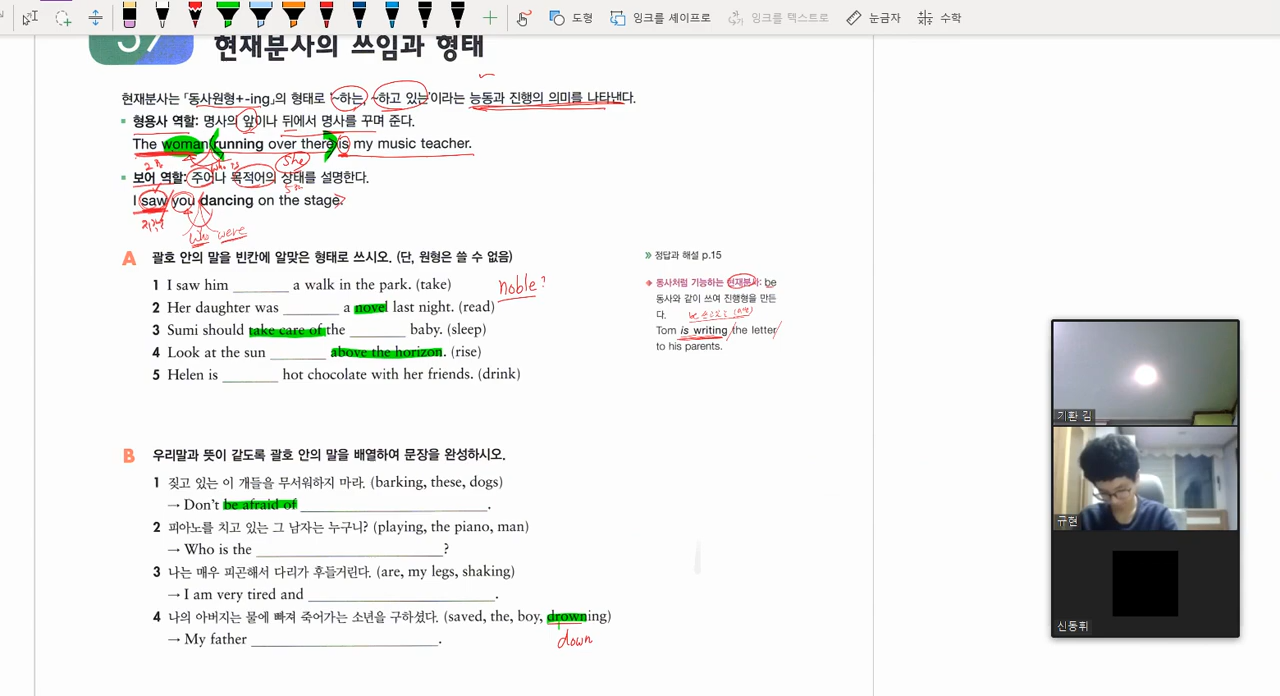 도형 잉크를 셰이프로 잉크를 텍스트로 눈금자 수학
37 현재분사의 쓰임과 형태
현재분사는 「동사원형+-ing」의 형태로 '~하는, ~하고 있는'이라는 능동과 진행의 의미를 나타낸다.
형용사 역할: 명사의 앞이나 뒤에서 명사를 꾸며 준다.
The woman running over there is my music teacher.
who is
she
보어 역할: 주어나 목적어의 상태를 설명한다.
I saw you dancing on the stage.
지각
who were
A 괄호 안의 말을 빈칸에 알맞은 형태로 쓰시오. (단, 원형은 쓸 수 없음)
1 I saw him ________ a walk in the park. (take)
noble?
2 Her daughter was ________ a novel last night. (read)
3 Sumi should take care of the ________ baby. (sleep)
4 Look at the sun ________ above the horizon. (rise)
5 Helen is ________ hot chocolate with her friends. (drink)
» 정답과 해설 p.15
동사처럼 기능하는 현재분사: be
동사와 같이 쓰여 진행형을 만든
다.
Tom is writing the letter
to his parents.
B 우리말과 뜻이 같도록 괄호 안의 말을 배열하여 문장을 완성하시오.
1 짖고 있는 이 개들을 무서워하지 마라. (barking, these, dogs)
→ Don't be afraid of ________________________.
2 피아노를 치고 있는 그 남자는 누구니? (playing, the piano, man)
→ Who is the ________________________?
3 나는 매우 피곤해서 다리가 후들거린다. (are, my legs, shaking)
→ I am very tired and ________________________.
4 나의 아버지는 물에 빠져 죽어가는 소년을 구하셨다. (saved, the, boy, drowning)
→ My father ________________________.
down
기환 김
규현
신동휘